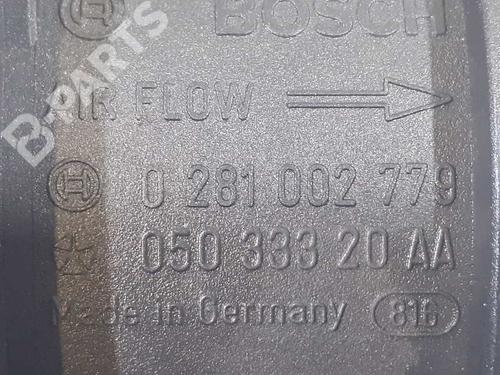 BOSCH
B-PARTS
AIR FLOW
0 281 002 779
050 333 20 AA
Made in Germany 816